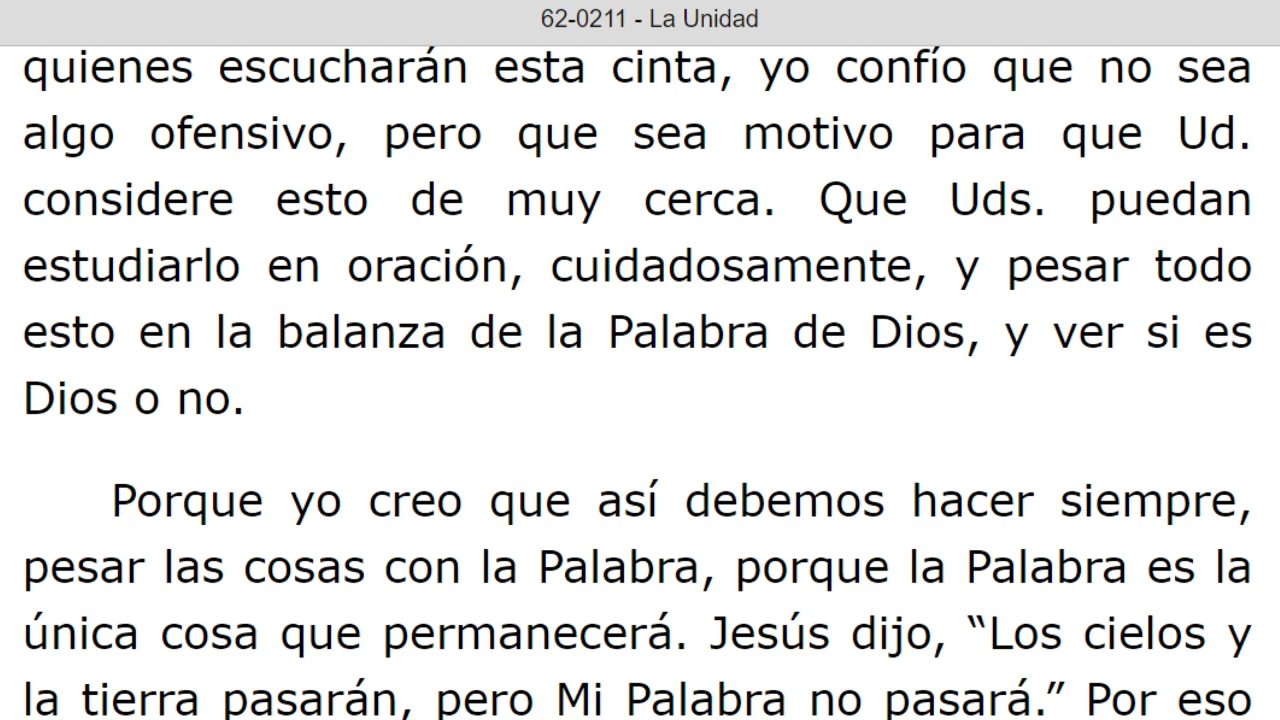 62-0211 - La Unidad
quienes escucharán esta cinta, yo confío que no sea
algo ofensivo, pero que sea motivo para que Ud.
considere esto de muy cerca. Que Uds. puedan
estudiarlo en oración, cuidadosamente, y pesar todo
esto en la balanza de la Palabra de Dios, y ver si es
Dios o no.
Porque yo creo que así debemos hacer siempre,
pesar las cosas con la Palabra, porque la Palabra es la
única cosa que permanecerá. Jesús dijo, “Los cielos y
la tierra pasarán, pero Mi Palabra no pasará.” Por eso